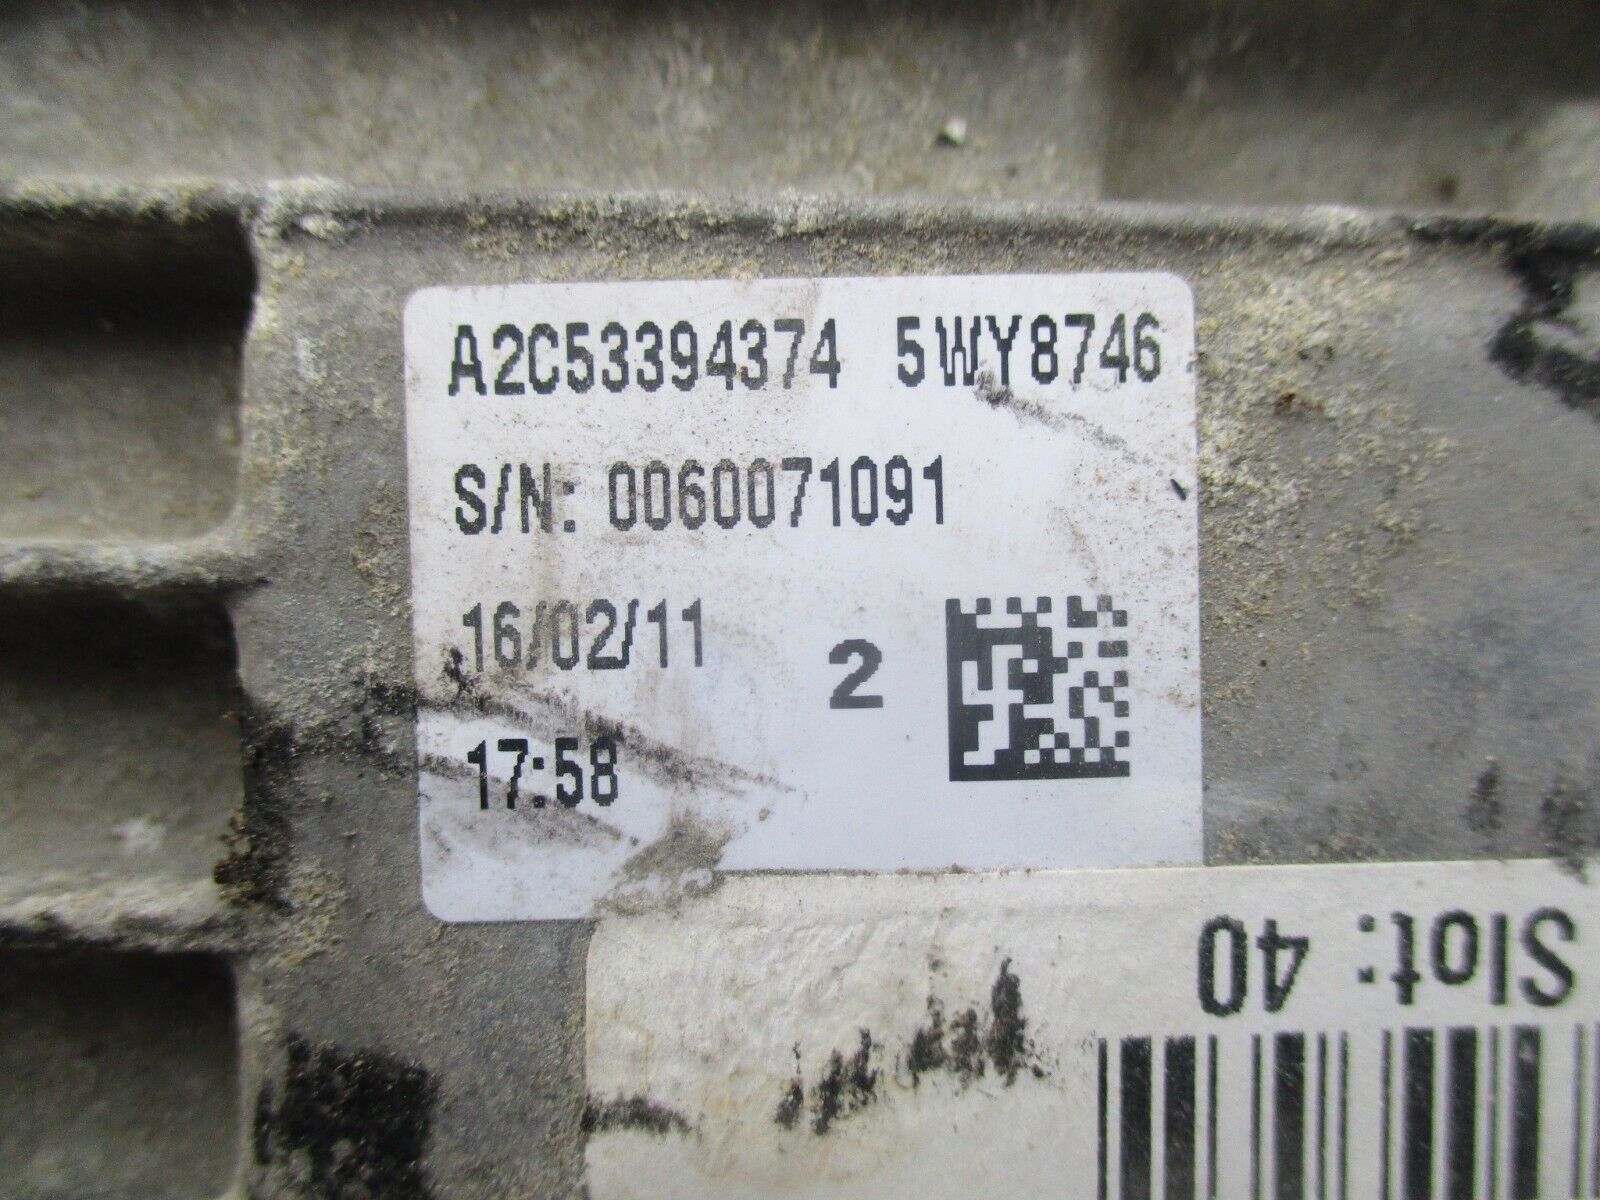 A2C53394374 5WY8746
S/N: 0060071091
16/02/11
2
17:58
Slot: 40